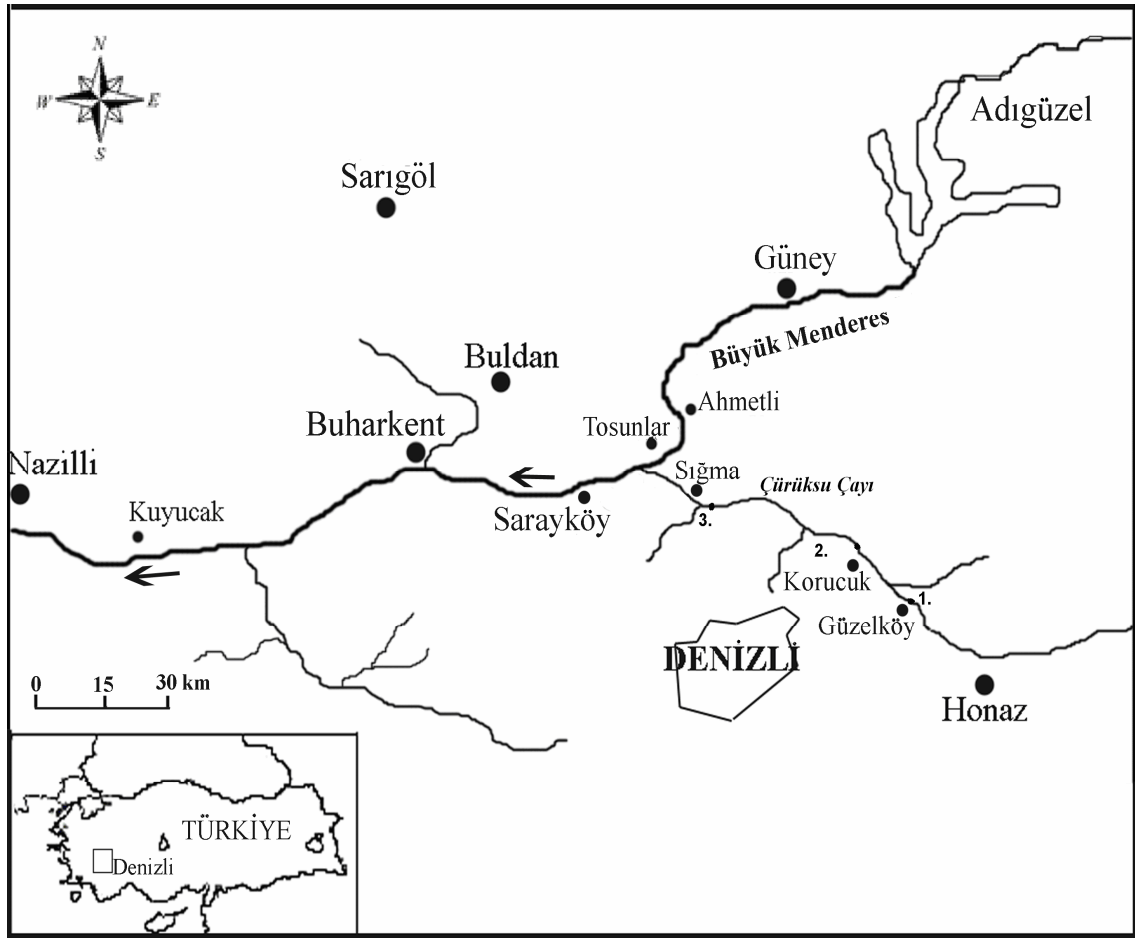 N
W E
S
Adıgüzel
Sarıgöl
Güney
Büyük Menderes
Buldan
Ahmetli
Buharkent
Tosunlar
Nazilli
Sığma
Çürüksu Çayı
Kuyucak
Sarayköy
3.
2.
Korucuk
1.
Güzelköy
DENİZLİ
0 15 30 km
Honaz
TÜRKİYE
Denizli